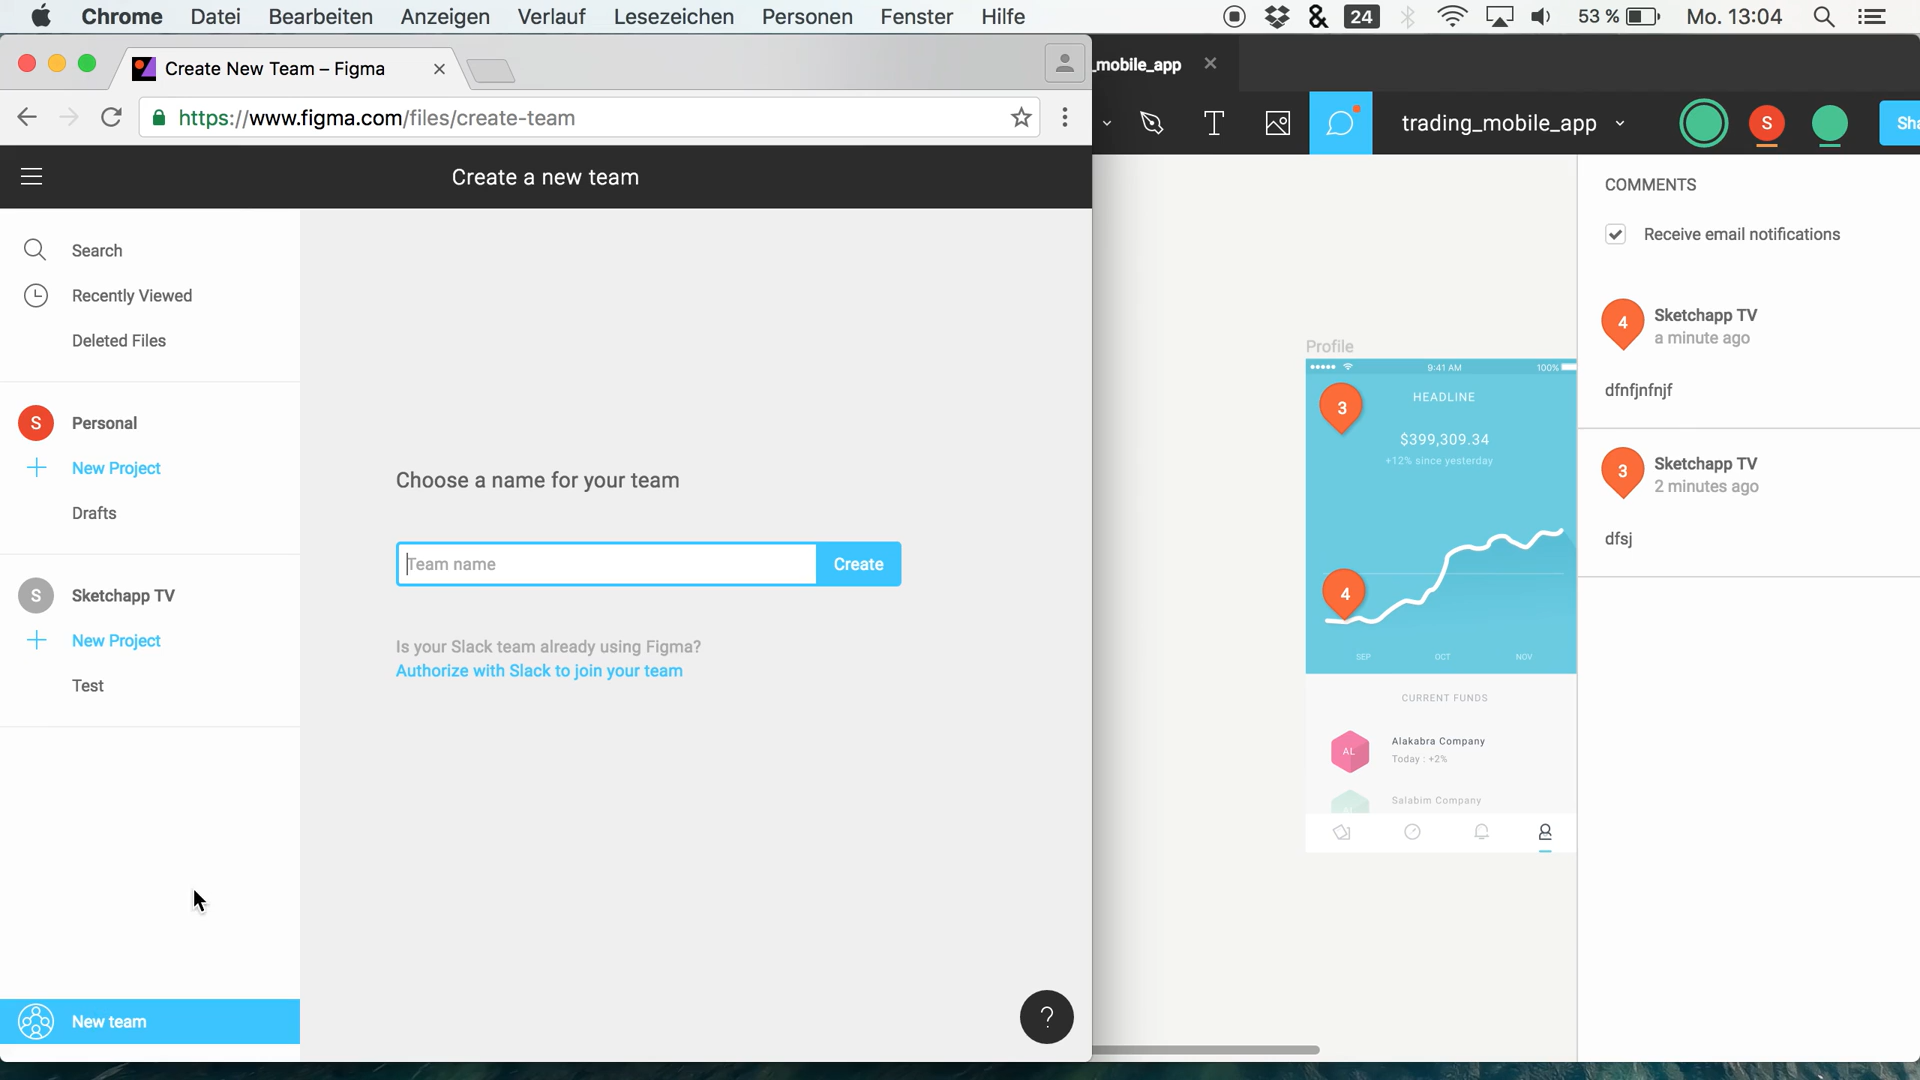 Chrome Datei Bearbeiten Anzeigen Verlauf Lesezeichen Personen Fenster Hilfe 24 53 % Mo. 13:04
Create New Team – Figma
https://www.figma.com/files/create-team
Create a new team
Search
Recently Viewed
Deleted Files
S Personal
New Project
Drafts
S Sketchapp TV
New Project
Test
New team
Choose a name for your team
Team name
Create
Is your Slack team already using Figma?
Authorize with Slack to join your team
?
_mobile_app
T
trading_mobile_app
S
Sha
Profile
9:41 AM 100%
HEADLINE
3
$399,309.34
+12% since yesterday
4
SEP OCT NOV
CURRENT FUNDS
AL
Alakabra Company
Today : +2%
Salabim Company
COMMENTS
Receive email notifications
4
Sketchapp TV
a minute ago
dfnfjnfnjf
3
Sketchapp TV
2 minutes ago
dfsj